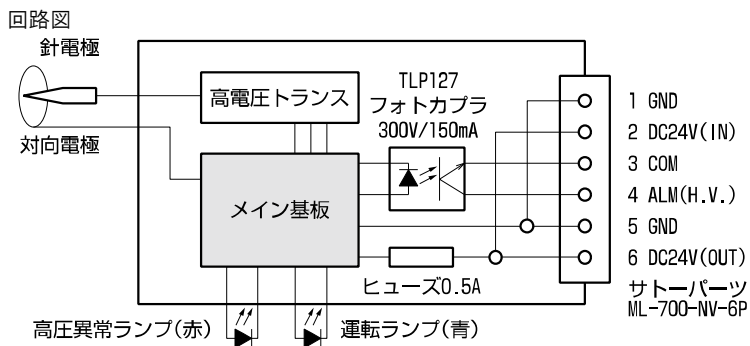 回路図
針電極
対向電極
高電圧トランス
メイン基板
TLP127
フォトカプラ
300V/150mA
ヒューズ0.5A
高圧異常ランプ(赤)
運転ランプ(青)
1 GND
2 DC24V(IN)
3 COM
4 ALM(H.V.)
5 GND
6 DC24V(OUT)
サトーパーツ
ML-700-NV-6P